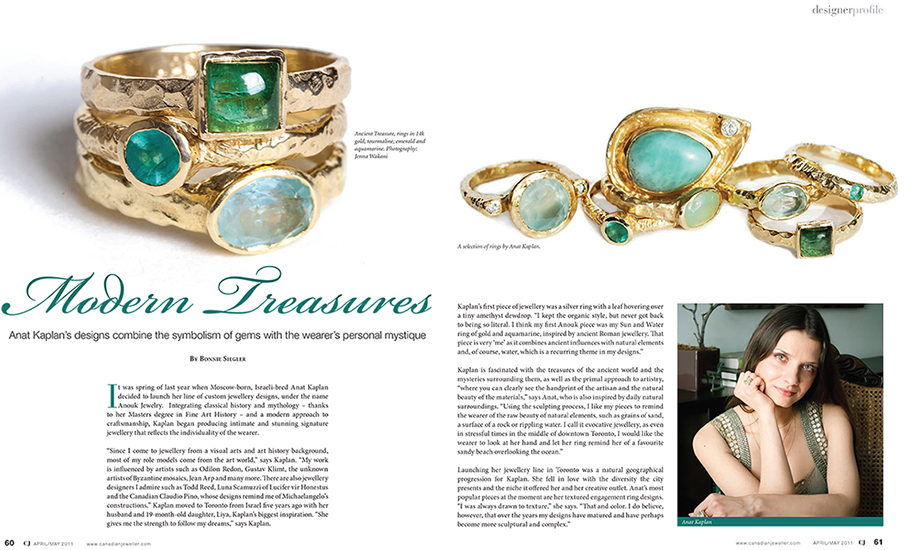 designerprofile
Ancient Treasure, rings in 14k
gold, tourmaline, emerald and
aquamarine. Photography:
Jenna Wakani
A selection of rings by Anat Kaplan.
Modern Treasures
Anat Kaplan's designs combine the symbolism of gems with the wearer's personal mystique
By Bonnie Siegler
It was spring of last year when Moscow-born, Israeli-bred Anat Kaplan
decided to launch her line of custom jewellery designs, under the name
Anouk Jewelry. Integrating classical history and mythology – thanks
to her Masters degree in Fine Art History – and a modern approach to
craftsmanship, Kaplan began producing intimate and stunning signature
jewellery that reflects the individuality of the wearer.
"Since I come to jewellery from a visual arts and art history background,
most of my role models come from the art world," says Kaplan. "My work
is influenced by artists such as Odilon Redon, Gustav Klimt, the unknown
artists of Byzantine mosaics, Jean Arp and many more. There are also jewellery
designers I admire such as Todd Reed, Luna Scamuzzi of Lucifer vir Honestus
and the Canadian Claudio Pino, whose designs remind me of Michaelangelo's
constructions." Kaplan moved to Toronto from Israel five years ago with her
husband and 19-month-old daughter, Liya, Kaplan's biggest inspiration. "She
gives me the strength to follow my dreams," says Kaplan.
Kaplan's first piece of jewellery was a silver ring with a leaf hovering over
a tiny amethyst dewdrop. "I kept the organic style, but never got back
to being so literal. I think my first Anouk piece was my Sun and Water
ring of gold and aquamarine, inspired by ancient Roman jewellery. That
piece is very 'me' as it combines ancient influences with natural elements
and, of course, water, which is a recurring theme in my designs."
Kaplan is fascinated with the treasures of the ancient world and the
mysteries surrounding them, as well as the primal approach to artistry,
"where you can clearly see the handprint of the artisan and the natural
beauty of the materials," says Anat, who is also inspired by daily natural
surroundings. "Using the sculpting process, I like my pieces to remind
the wearer of the raw beauty of natural elements, such as grains of sand,
a surface of a rock or rippling water. I call it evocative jewellery, as even
in stressful times in the middle of downtown Toronto, I would like the
wearer to look at her hand and let her ring remind her of a favourite
sandy beach overlooking the ocean."
Launching her jewellery line in Toronto was a natural geographical
progression for Kaplan. She fell in love with the diversity the city
presents and the niche it offered her and her creative outlet. Anat's most
popular pieces at the moment are her textured engagement ring designs.
"I was always drawn to texture," she says. "That and color. I do believe,
however, that over the years my designs have matured and have perhaps
become more sculptural and complex."
Anat Kaplan
60 CJ APRIL/MAY 2011 www.canadianjeweller.com
www.canadianjeweller.com APRIL/MAY 2011 CJ 61